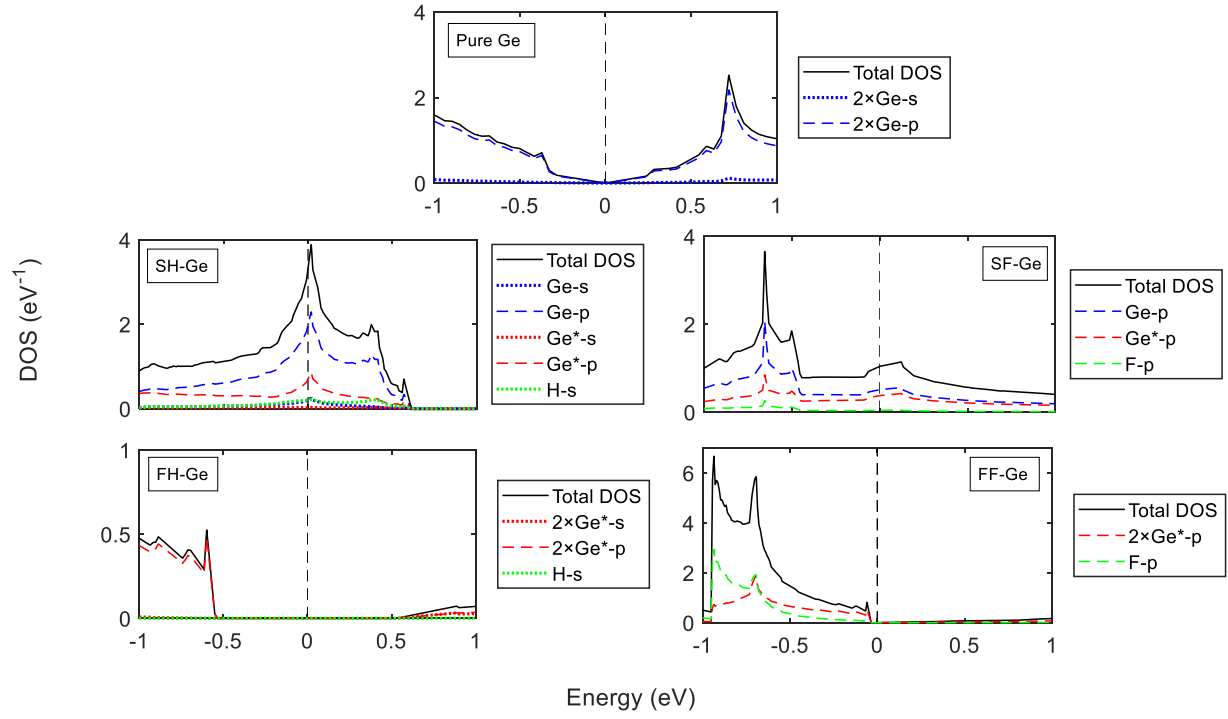 4
Pure Ge
2
0
-1
-0.5
0
0.5
1
Total DOS
2×Ge-s
2×Ge-p
DOS (eV⁻¹)
4
SH-Ge
2
0
Total DOS
Ge-s
Ge-p
Ge*-s
Ge*-p
H-s
4
SF-Ge
2
0
Total DOS
Ge-p
Ge*-p
F-p
1
FH-Ge
0.5
0
-1
-0.5
0
0.5
1
Total DOS
2×Ge*-s
2×Ge*-p
H-s
6
FF-Ge
4
2
0
-1
-0.5
0
0.5
1
Total DOS
2×Ge*-p
F-p
Energy (eV)